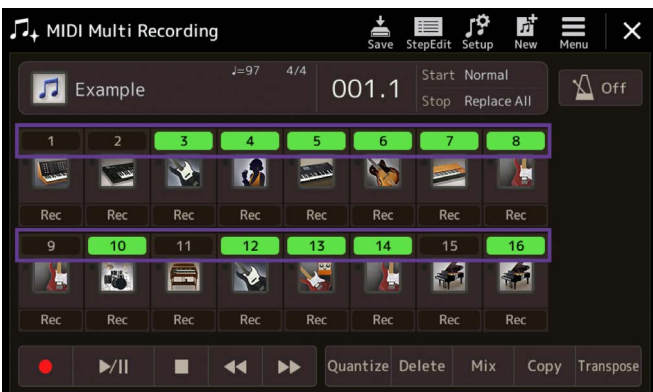 MIDI Multi Recording
Save StepEdit Setup New Menu
Example ♩=97 4/4 001.1 Start Normal
Stop Replace All
Off
1 2 3 4 5 6 7 8
Rec Rec Rec Rec Rec Rec Rec Rec
9 10 11 12 13 14 15 16
Rec Rec Rec Rec Rec Rec Rec Rec
Quantize Delete Mix Copy Transpose